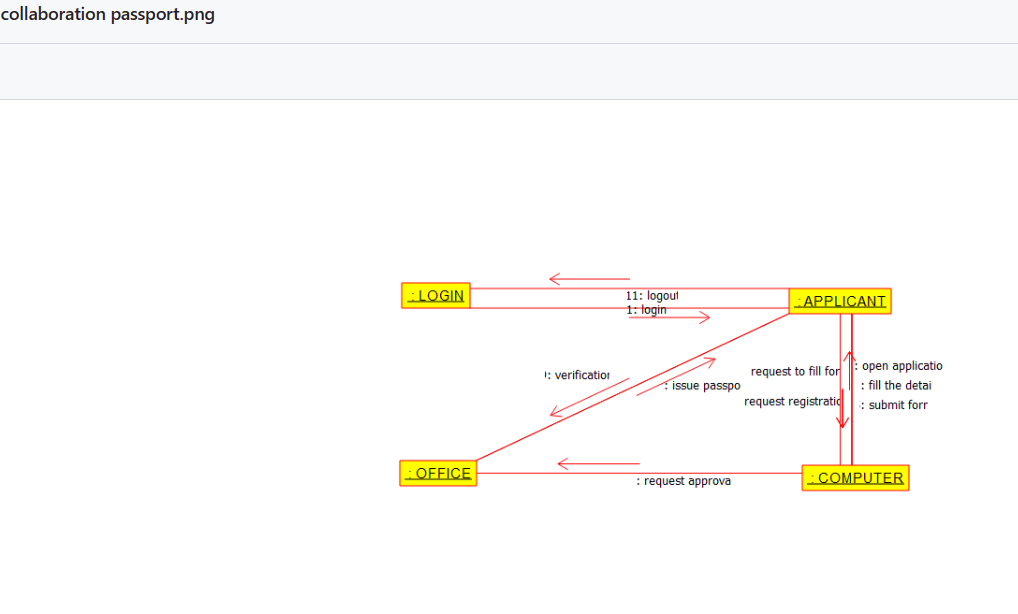 collaboration passport.png
: LOGIN
11: logout
1: login
: APPLICANT
: verification
: issue passpo
request to fill for
request registratio
: open applicatio
: fill the detai
: submit forr
: OFFICE
: request approva
: COMPUTER